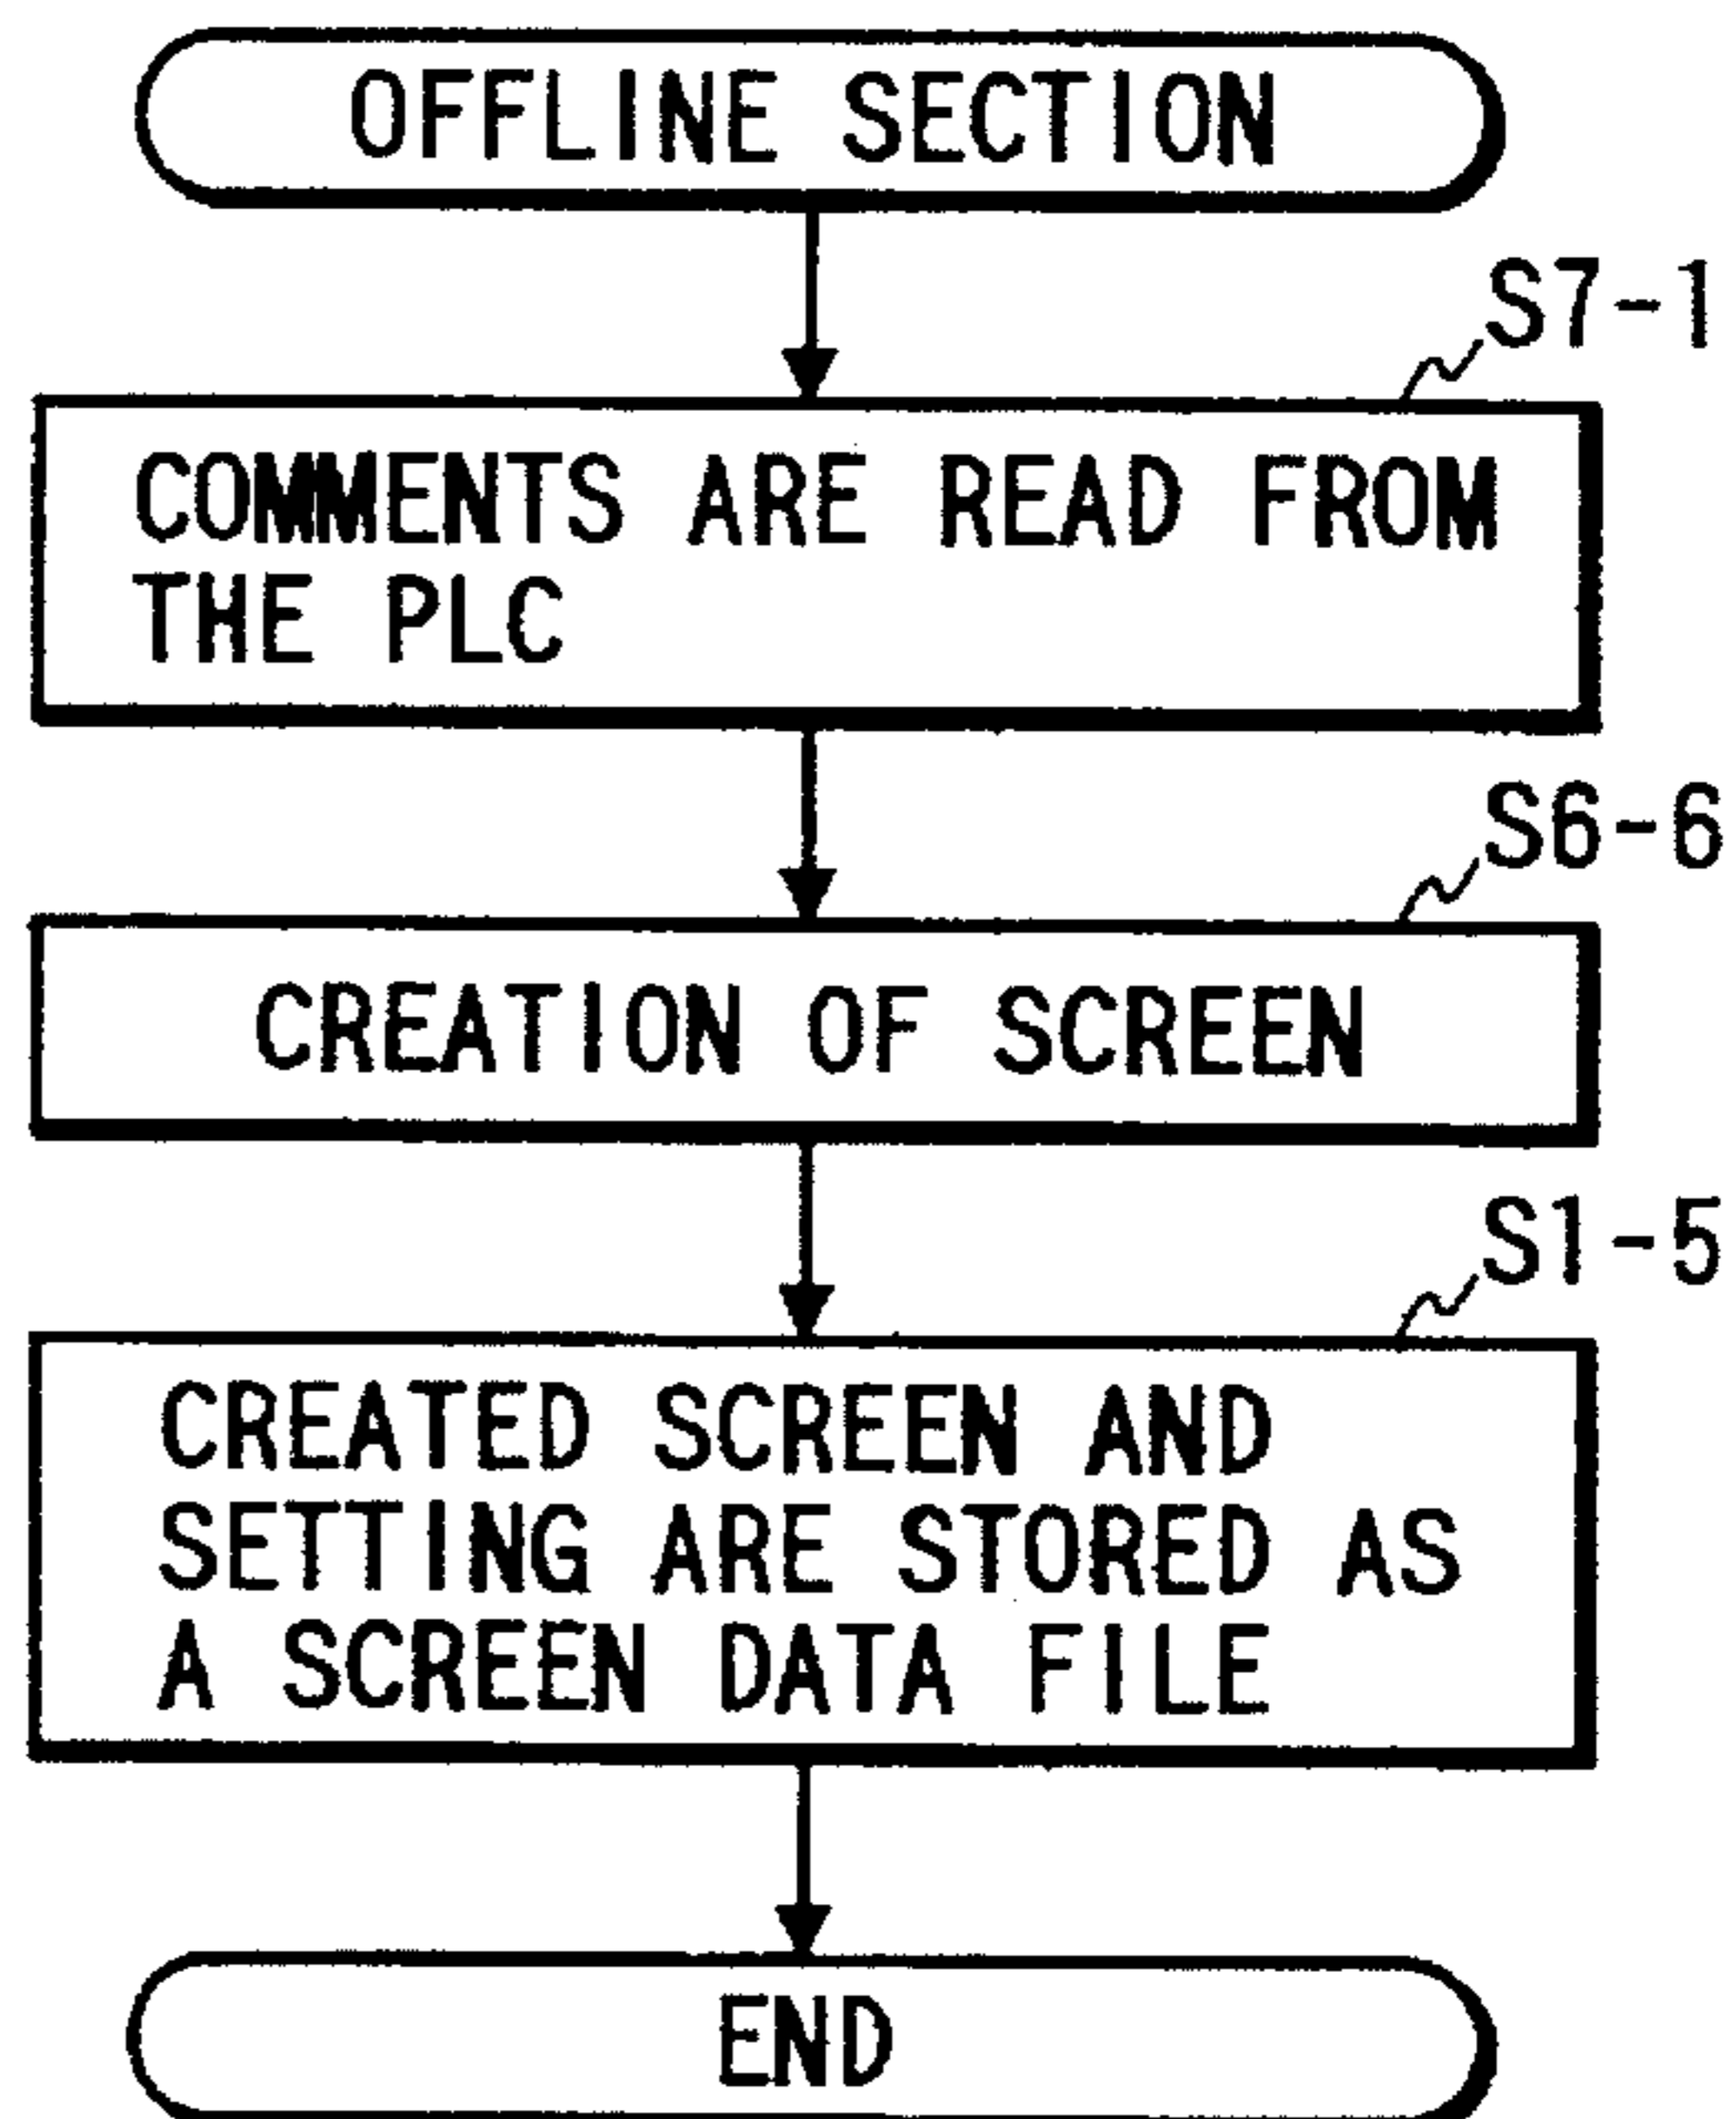 OFFLINE SECTION
S7-1
COMMENTS ARE READ FROM
THE PLC
S6-6
CREATION OF SCREEN
S1-5
CREATED SCREEN AND
SETTING ARE STORED AS
A SCREEN DATA FILE
END